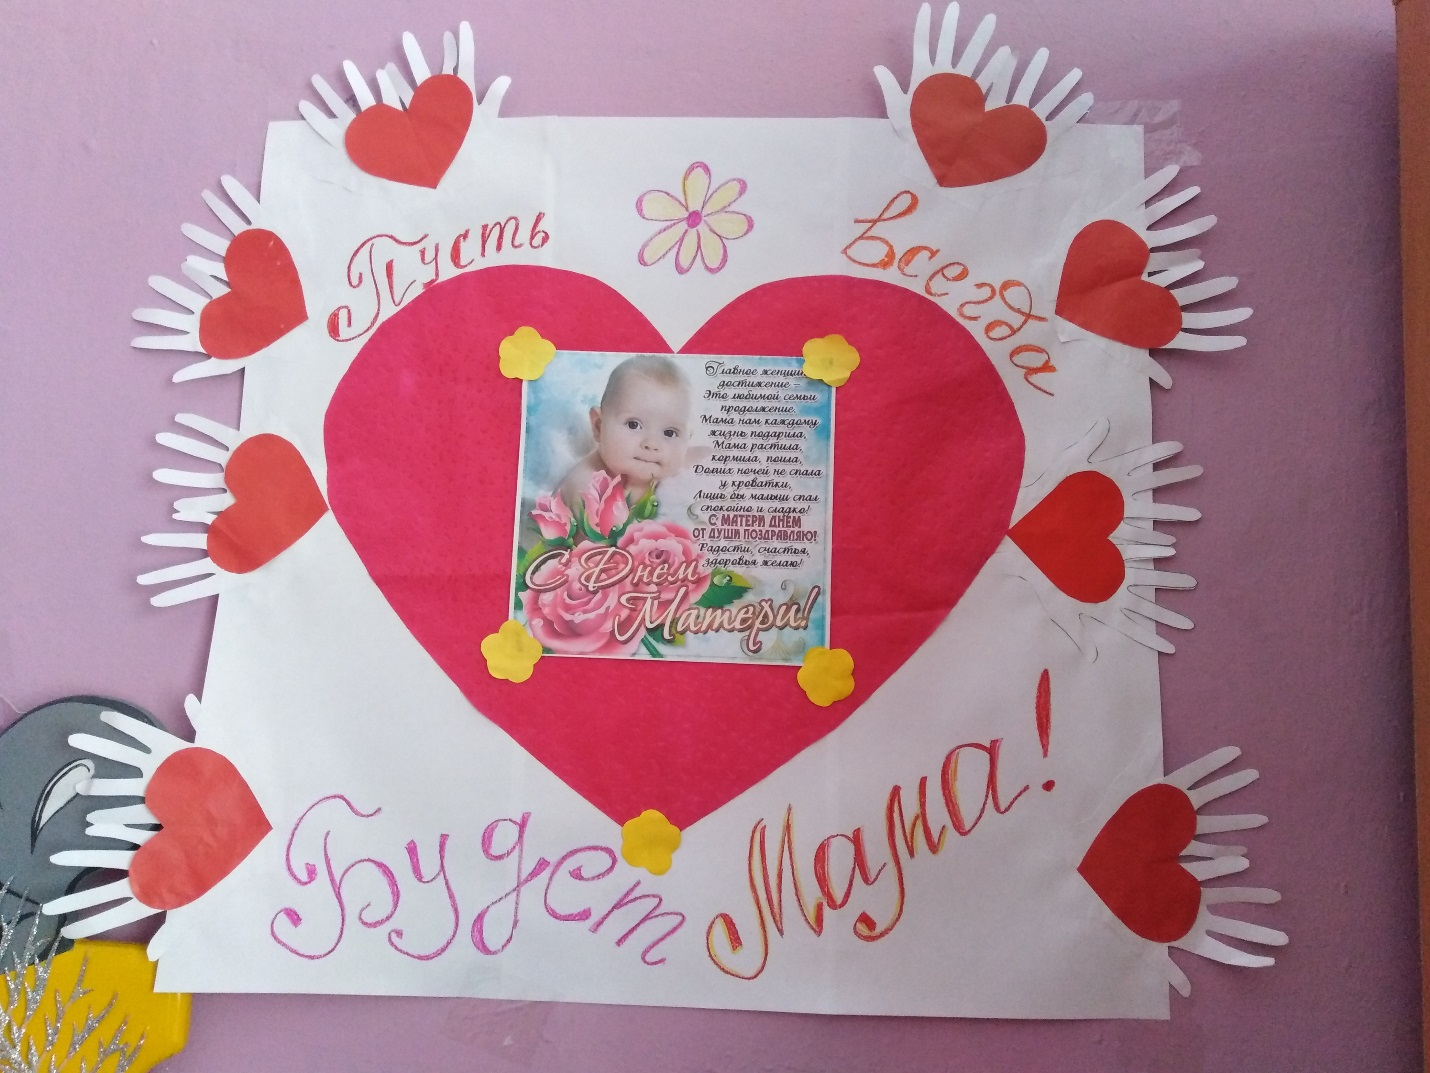 Пусть всегда
Главное женщин
достижение –
Это любимой семьи
продолжение.
Мама нам каждому
жизнь подарила,
Мама растила,
кормила, поила,
Долгих ночей не спала
у кроватки,
Лишь бы малыш спал
спокойно и сладко!
С МАТЕРИ ДНЁМ
ОТ ДУШИ ПОЗДРАВЛЯЮ!
Радости, счастья,
здоровья желаю!
С Днем
Матери!
Будет Мама!